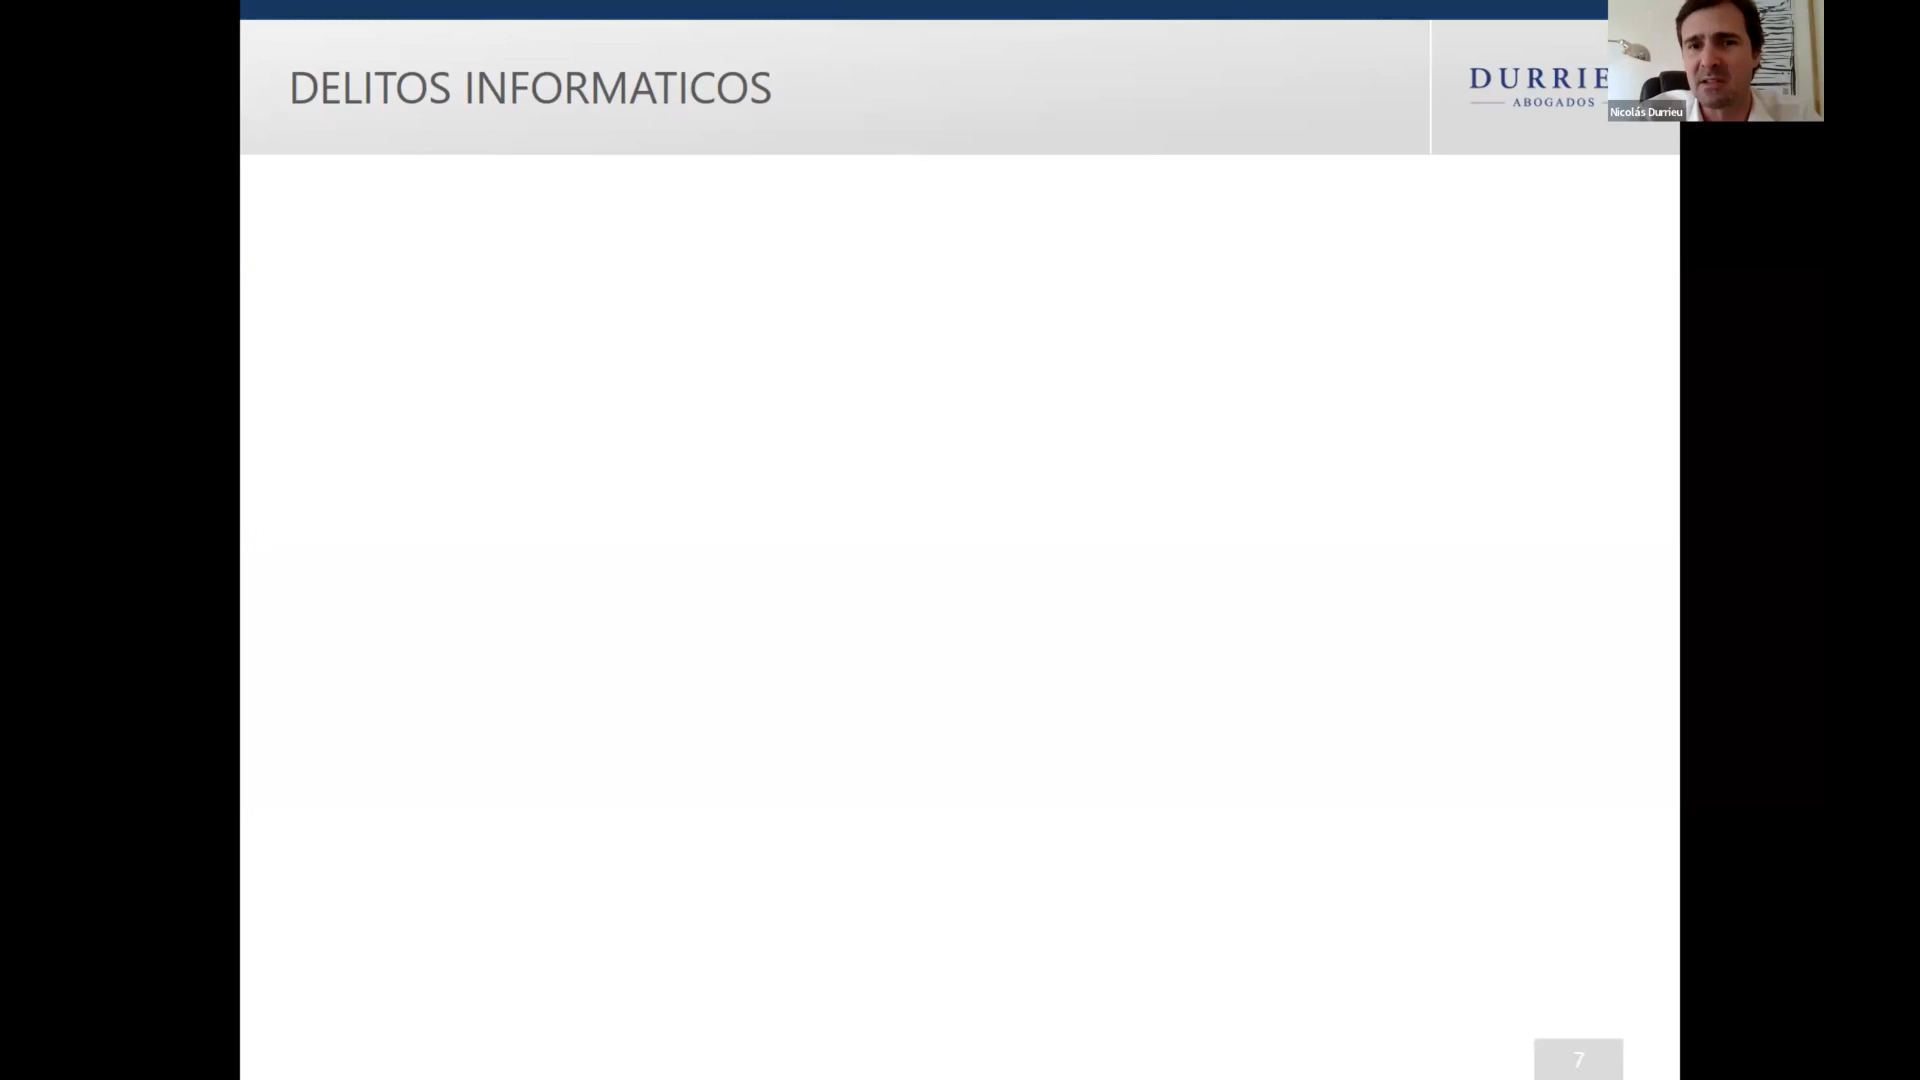 DELITOS INFORMATICOS
DURRIE
ABOGADOS
Nicolás Durrieu
7